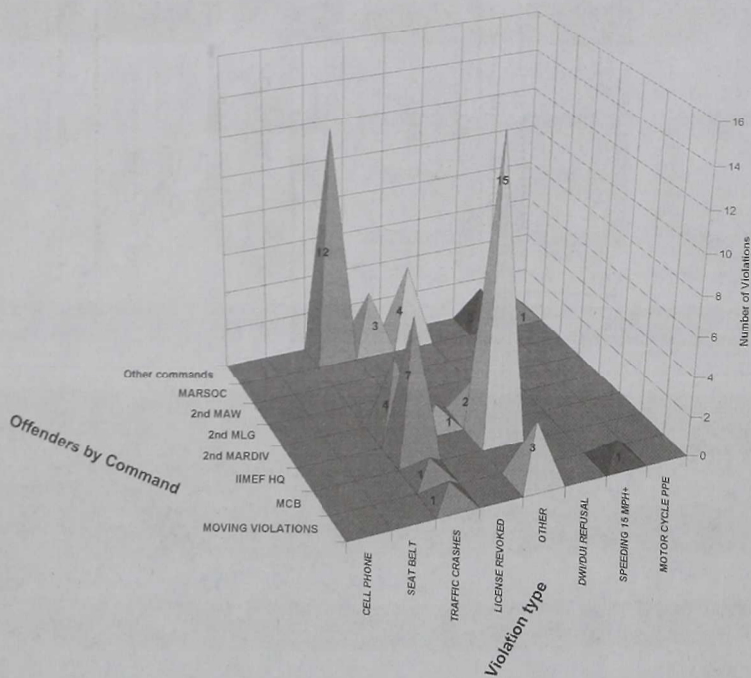 16
14
12
10
8
6
4
2
0
Number of Violations
12
3
4
1
15
7
4
2
1
3
1
1
1
Other commands
MARSOC
2nd MAW
2nd MLG
2nd MARDIV
IIMEF HQ
MCB
MOVING VIOLATIONS
Offenders by Command
CELL PHONE
SEAT BELT
TRAFFIC CRASHES
LICENSE REVOKED
OTHER
DWI/DUI REFUSAL
SPEEDING 15 MPH+
MOTOR CYCLE PPE
Violation type